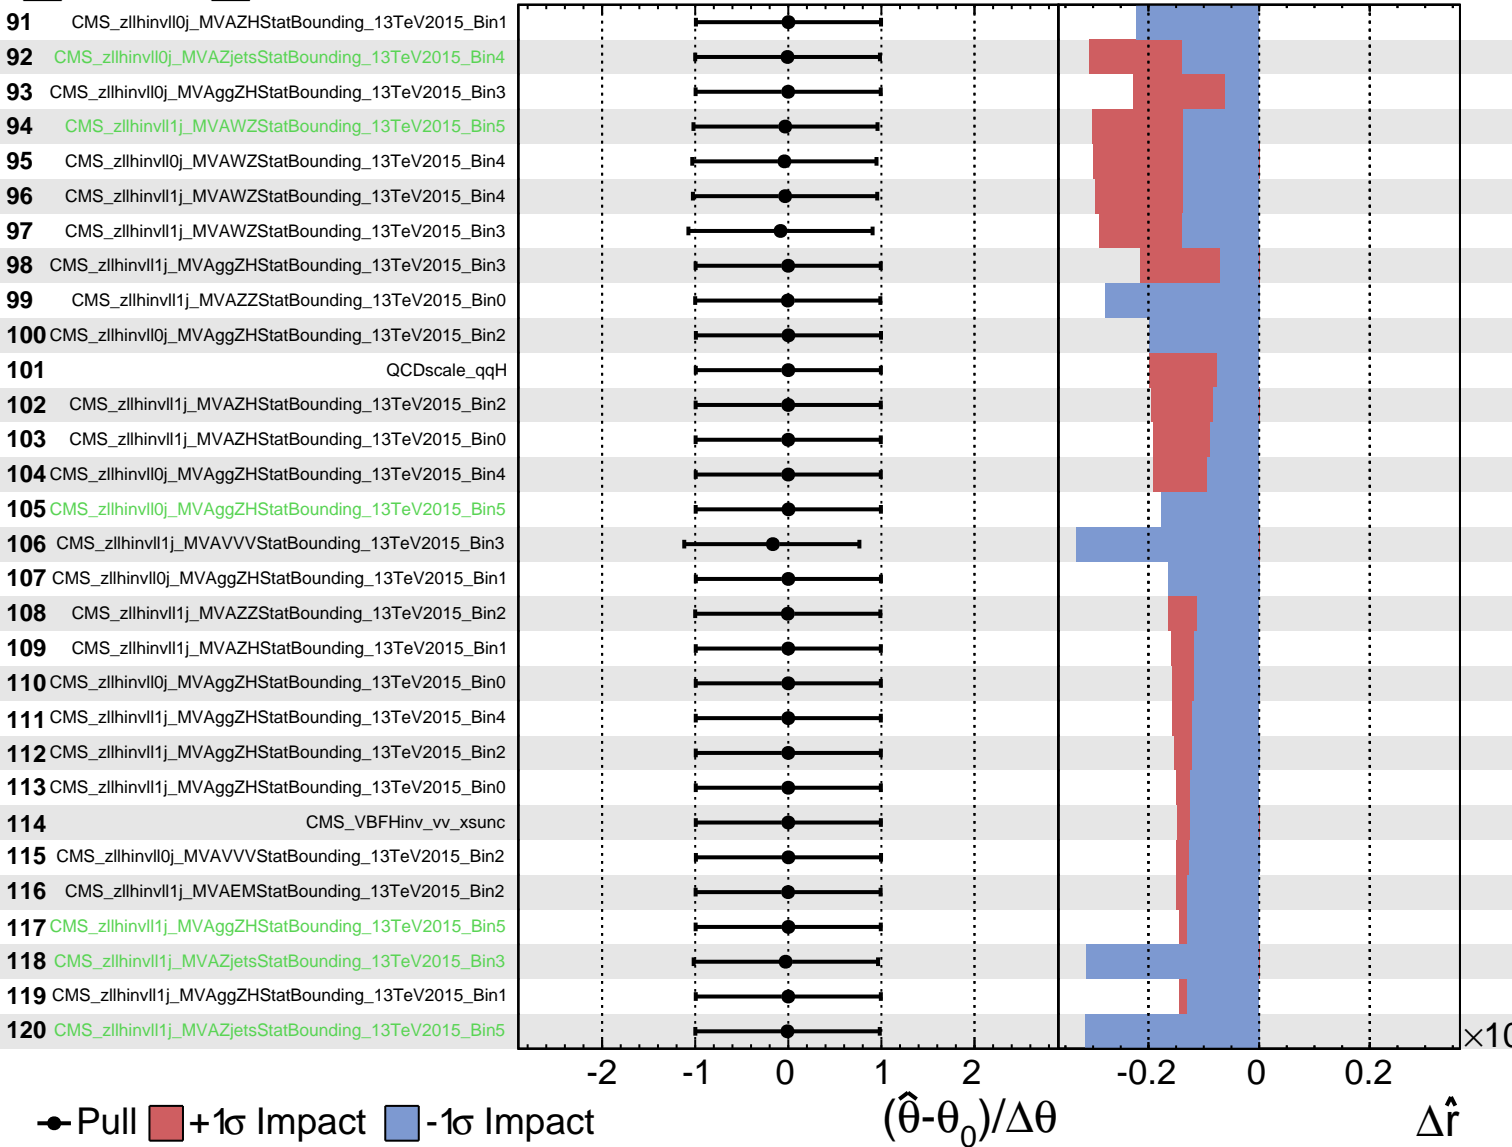 91 CMS_zllhinvll0j_MVAZHStatBounding_13TeV2015_Bin1
92 CMS_zllhinvll0j_MVAZjetsStatBounding_13TeV2015_Bin4
93 CMS_zllhinvll0j_MVAggZHStatBounding_13TeV2015_Bin3
94 CMS_zllhinvll1j_MVAWZStatBounding_13TeV2015_Bin5
95 CMS_zllhinvll0j_MVAWZStatBounding_13TeV2015_Bin4
96 CMS_zllhinvll1j_MVAWZStatBounding_13TeV2015_Bin4
97 CMS_zllhinvll1j_MVAWZStatBounding_13TeV2015_Bin3
98 CMS_zllhinvll1j_MVAggZHStatBounding_13TeV2015_Bin3
99 CMS_zllhinvll1j_MVAZZStatBounding_13TeV2015_Bin0
100 CMS_zllhinvll0j_MVAggZHStatBounding_13TeV2015_Bin2
101 QCDscale_qqH
102 CMS_zllhinvll1j_MVAZHStatBounding_13TeV2015_Bin2
103 CMS_zllhinvll1j_MVAZHStatBounding_13TeV2015_Bin0
104 CMS_zllhinvll0j_MVAggZHStatBounding_13TeV2015_Bin4
105 CMS_zllhinvll0j_MVAggZHStatBounding_13TeV2015_Bin5
106 CMS_zllhinvll1j_MVAVVVStatBounding_13TeV2015_Bin3
107 CMS_zllhinvll0j_MVAggZHStatBounding_13TeV2015_Bin1
108 CMS_zllhinvll1j_MVAZZStatBounding_13TeV2015_Bin2
109 CMS_zllhinvll1j_MVAZHStatBounding_13TeV2015_Bin1
110 CMS_zllhinvll0j_MVAggZHStatBounding_13TeV2015_Bin0
111 CMS_zllhinvll1j_MVAggZHStatBounding_13TeV2015_Bin4
112 CMS_zllhinvll1j_MVAggZHStatBounding_13TeV2015_Bin2
113 CMS_zllhinvll1j_MVAggZHStatBounding_13TeV2015_Bin0
114 CMS_VBFHinv_vv_xsunc
115 CMS_zllhinvll0j_MVAVVVStatBounding_13TeV2015_Bin2
116 CMS_zllhinvll1j_MVAEMStatBounding_13TeV2015_Bin2
117 CMS_zllhinvll1j_MVAggZHStatBounding_13TeV2015_Bin5
118 CMS_zllhinvll1j_MVAZjetsStatBounding_13TeV2015_Bin3
119 CMS_zllhinvll1j_MVAggZHStatBounding_13TeV2015_Bin1
120 CMS_zllhinvll1j_MVAZjetsStatBounding_13TeV2015_Bin5
-2 -1 0 1 2 -0.2 0 0.2
Pull +1σ Impact -1σ Impact (θ̂-θ₀)/Δθ Δr̂